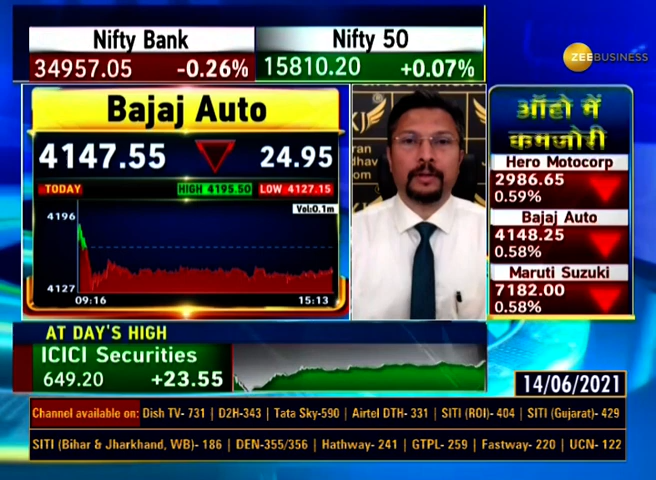 Nifty Bank
34957.05 -0.26%
Nifty 50
15810.20 +0.07%
ZEE BUSINESS
Bajaj Auto
4147.55 24.95
TODAY HIGH 4195.50 LOW 4127.15
Vol:0.1m
4196
4127
09:16 15:13
KJ
ran
dhav
com
ऑटो में
कमजोरी
Hero Motocorp
2986.65
0.59%
Bajaj Auto
4148.25
0.58%
Maruti Suzuki
7182.00
0.58%
AT DAY'S HIGH
ICICI Securities
649.20 +23.55
14/06/2021
Channel available on: Dish TV- 731 | D2H-343 | Tata Sky-590 | Airtel DTH- 331 | SITI (ROI)- 404 | SITI (Gujarat)- 429
SITI (Bihar & Jharkhand, WB)- 186 | DEN-355/356 | Hathway- 241 | GTPL- 259 | Fastway- 220 | UCN- 122